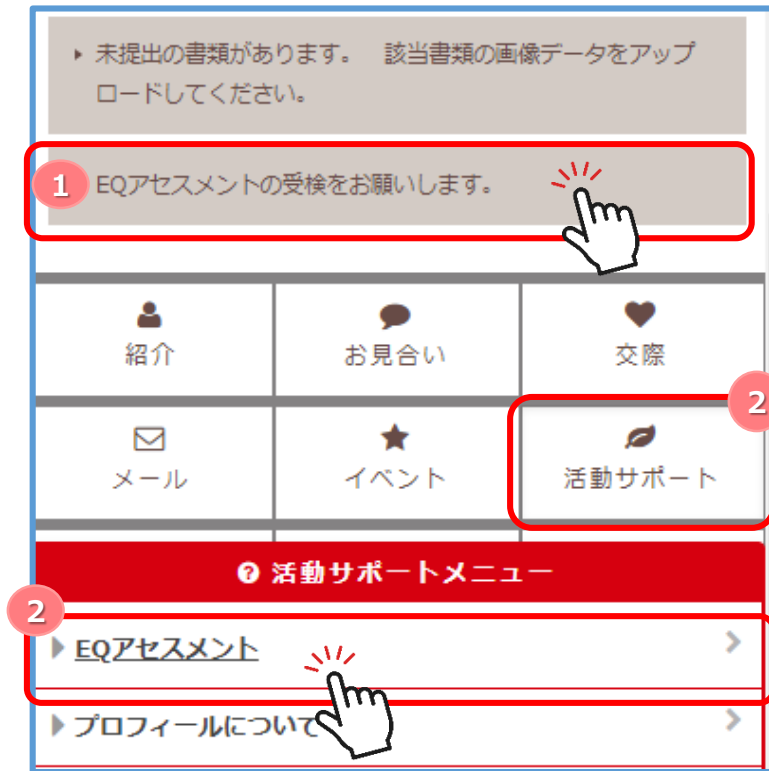 未提出の書類があります。　該当書類の画像データをアップ
ロードしてください。
1
EQアセスメントの受検をお願いします。
紹介
お見合い
交際
2
メール
イベント
活動サポート
活動サポートメニュー
2
EQアセスメント
プロフィールについて